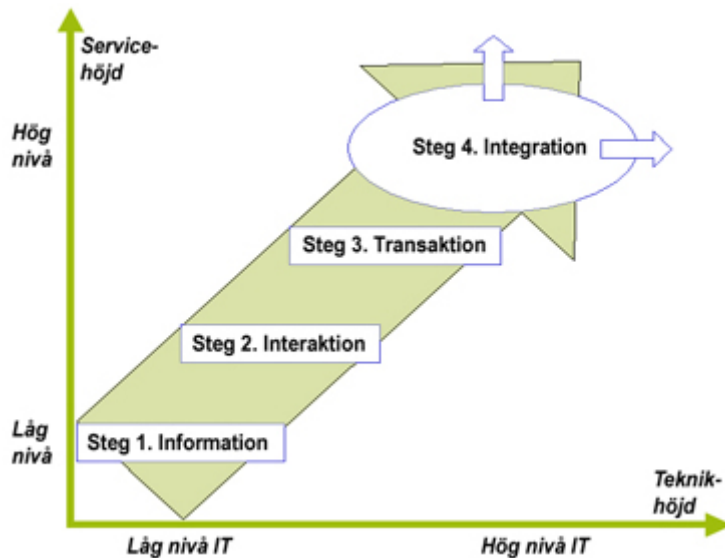 Service-
höjd
Hög
nivå
Steg 4. Integration
Steg 3. Transaktion
Steg 2. Interaktion
Låg
nivå
Steg 1. Information
Teknik-
höjd
Låg nivå IT
Hög nivå IT